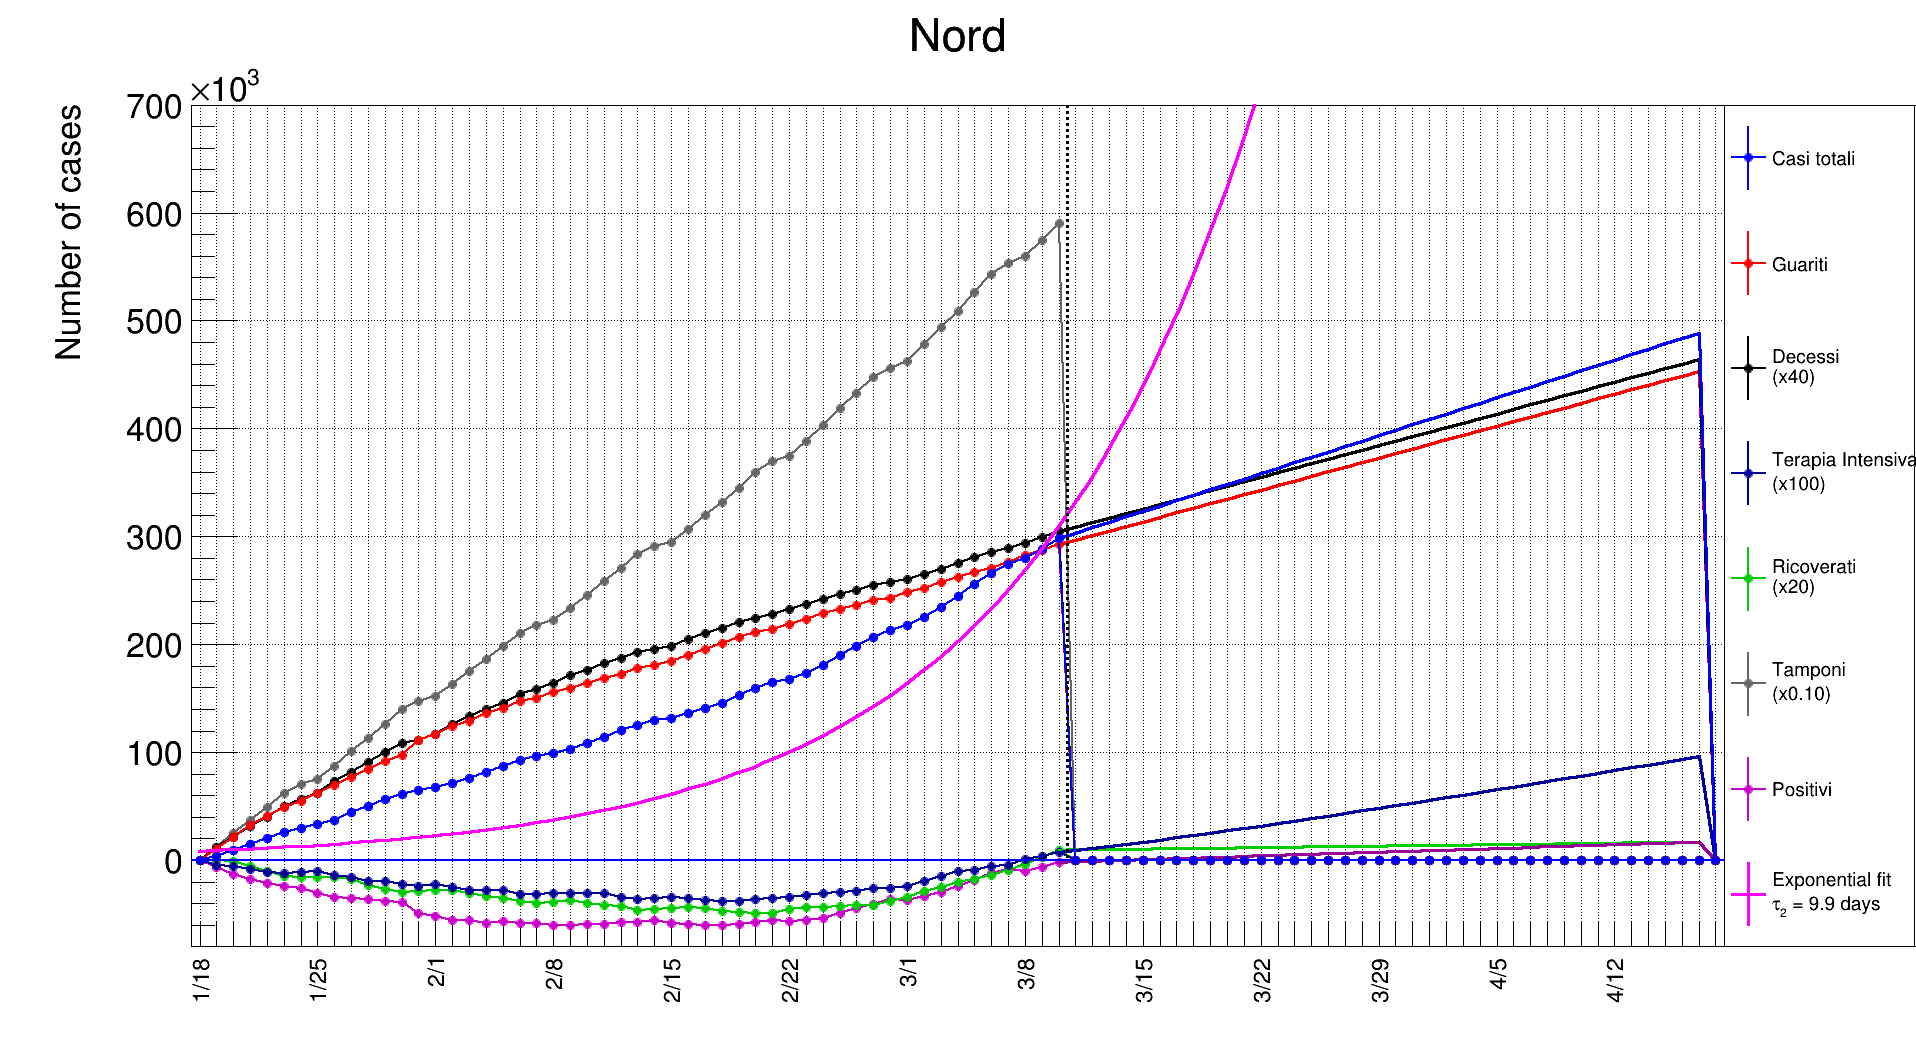 Nord
×10³
Number of cases
700
600
500
400
300
200
100
0
1/18
1/25
2/1
2/8
2/15
2/22
3/1
3/8
3/15
3/22
3/29
4/5
4/12
Casi totali
Guariti
Decessi
(x40)
Terapia Intensiva
(x100)
Ricoverati
(x20)
Tamponi
(x0.10)
Positivi
Exponential fit
τ₂ = 9.9 days